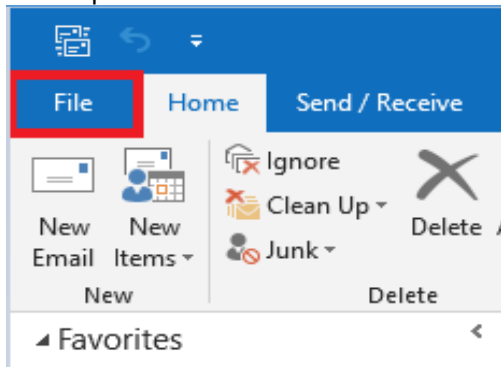 File Home Send / Receive
Ignore
Clean Up
New New Delete
Email Items Junk
New Delete
Favorites